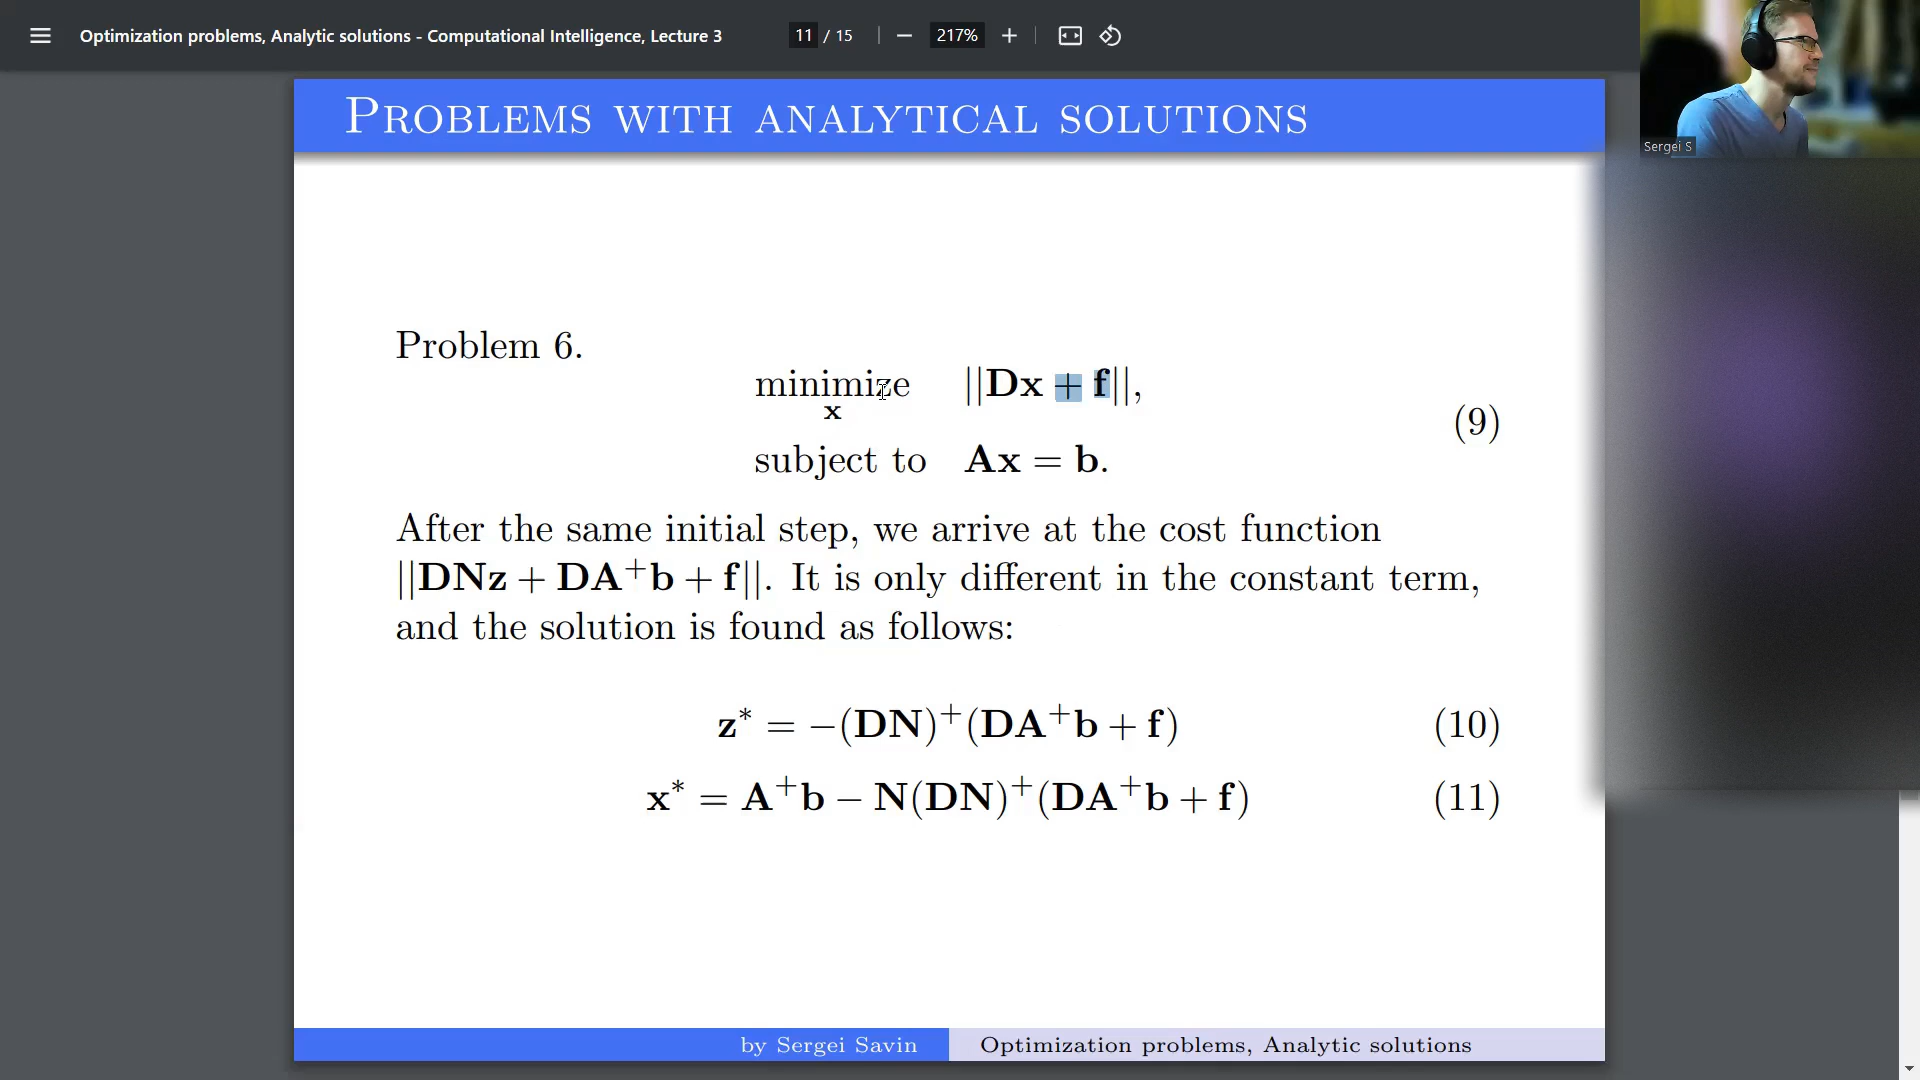 Optimization problems, Analytic solutions - Computational Intelligence, Lecture 3
11 / 15
217%
Sergei S
PROBLEMS WITH ANALYTICAL SOLUTIONS
Problem 6.
minimize ||Dx + f||,
x
(9)
subject to Ax = b.
After the same initial step, we arrive at the cost function
||DNz + DA⁺b + f||. It is only different in the constant term,
and the solution is found as follows:
z* = −(DN)⁺(DA⁺b + f) (10)
x* = A⁺b − N(DN)⁺(DA⁺b + f) (11)
by Sergei Savin
Optimization problems, Analytic solutions